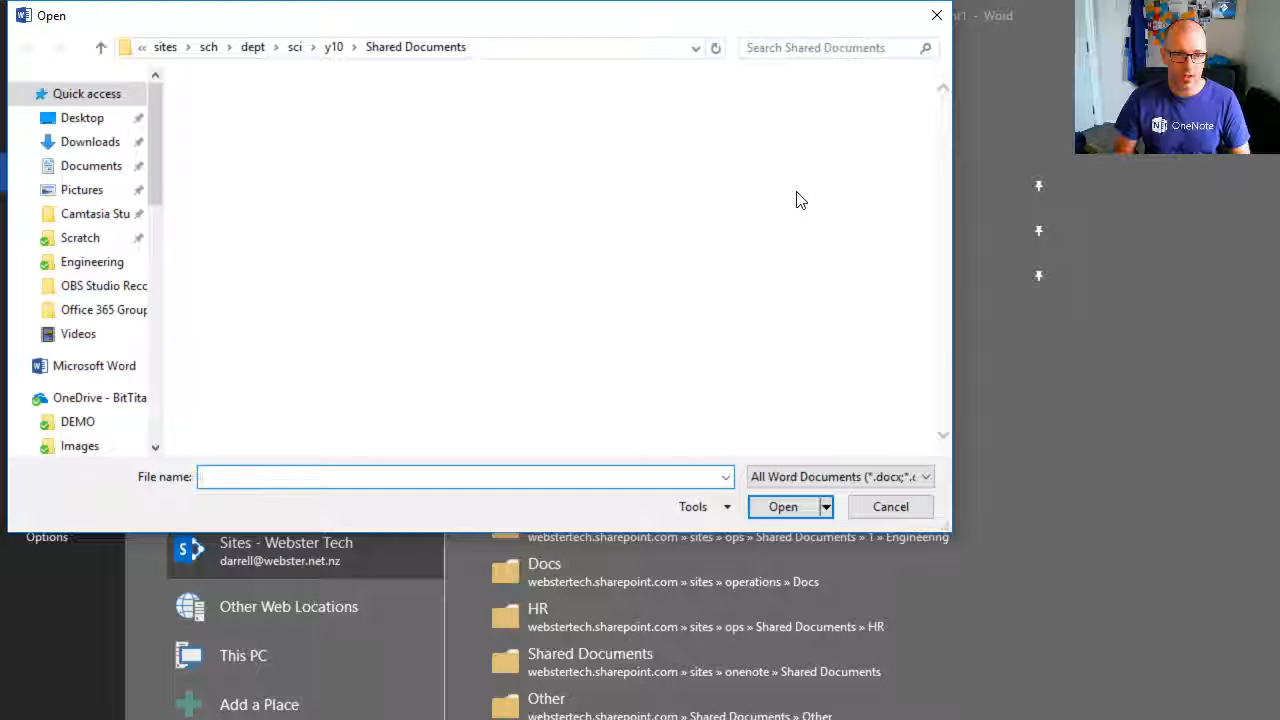 Open
nt1 - Word
« sites > sch > dept > sci > y10 > Shared Documents
Search Shared Documents
Quick access
Desktop
Downloads
Documents
Pictures
Camtasia Stu
Scratch
Engineering
OBS Studio Recc
Office 365 Group
Videos
Microsoft Word
OneDrive - BitTita
DEMO
Images
N OneNote
File name:
All Word Documents (*.docx;*.c
Tools
Open
Cancel
Options
Sites - Webster Tech
darrell@webster.net.nz
Other Web Locations
This PC
Add a Place
webstertech.sharepoint.com » sites » ops » Shared Documents » 1 » Engineering
Docs
webstertech.sharepoint.com » sites » operations » Docs
HR
webstertech.sharepoint.com » sites » ops » Shared Documents » HR
Shared Documents
webstertech.sharepoint.com » sites » onenote » Shared Documents
Other
webstertech.sharepoint.com » Shared Documents » Other